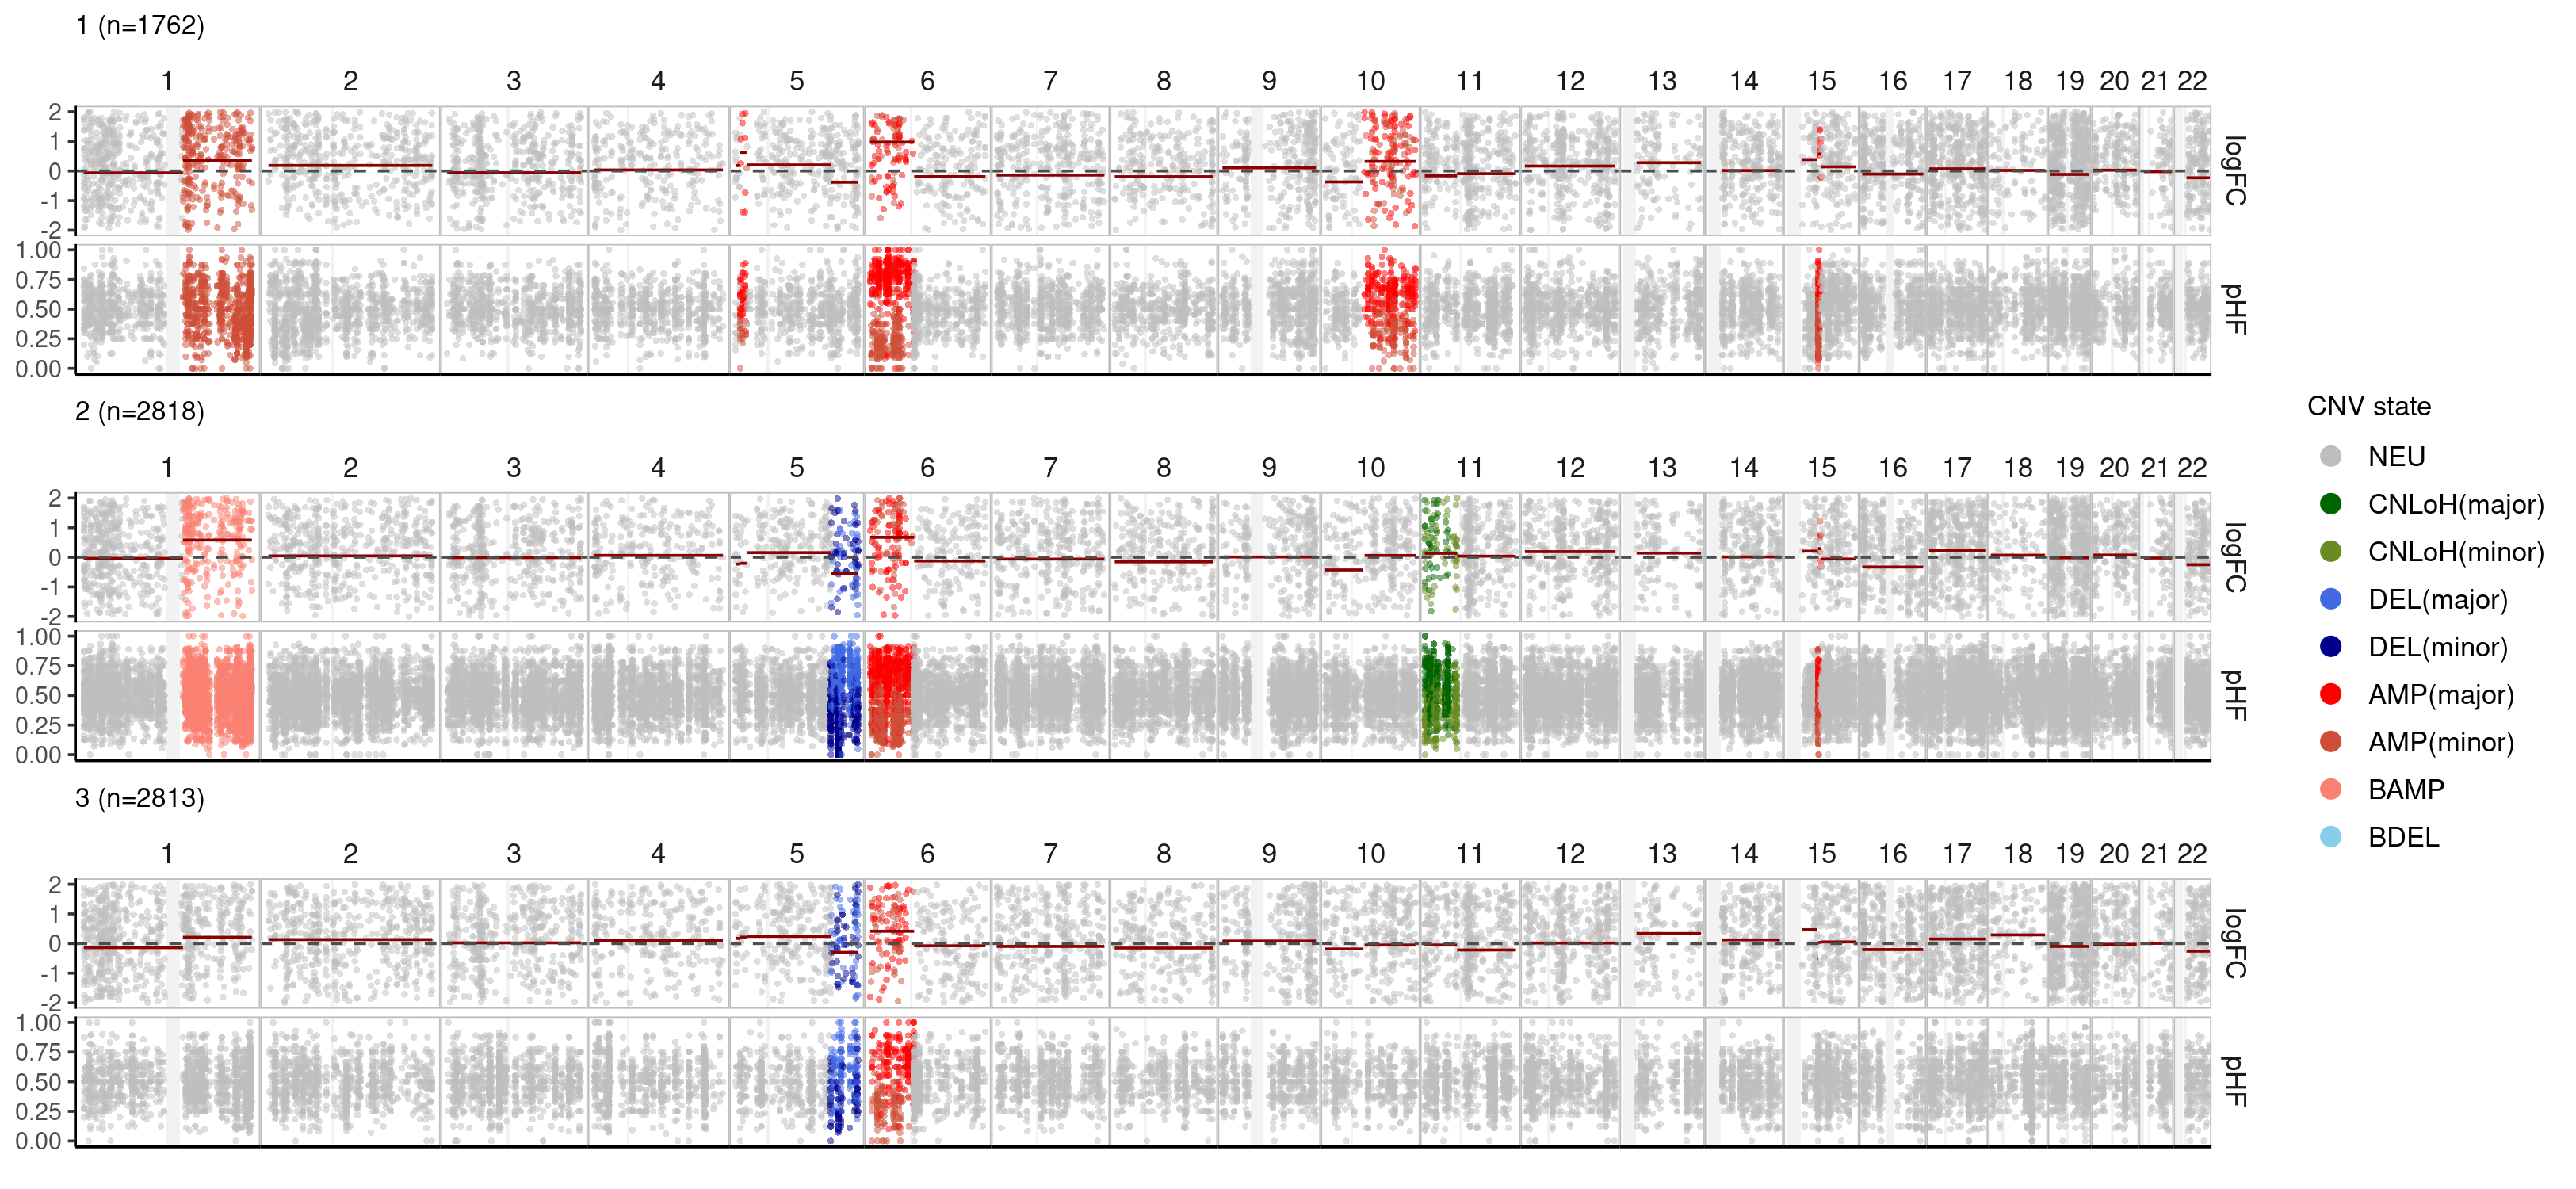 1 (n=1762)
1 2 3 4 5 6 7 8 9 10 11 12 13 14 15 16 17 18 19 20 21 22
2
1
0
-1
-2
logFC
1.00
0.75
0.50
0.25
0.00
pHF
2 (n=2818)
1 2 3 4 5 6 7 8 9 10 11 12 13 14 15 16 17 18 19 20 21 22
2
1
0
-1
-2
logFC
1.00
0.75
0.50
0.25
0.00
pHF
3 (n=2813)
1 2 3 4 5 6 7 8 9 10 11 12 13 14 15 16 17 18 19 20 21 22
2
1
0
-1
-2
logFC
1.00
0.75
0.50
0.25
0.00
pHF
CNV state
NEU
CNLoH(major)
CNLoH(minor)
DEL(major)
DEL(minor)
AMP(major)
AMP(minor)
BAMP
BDEL